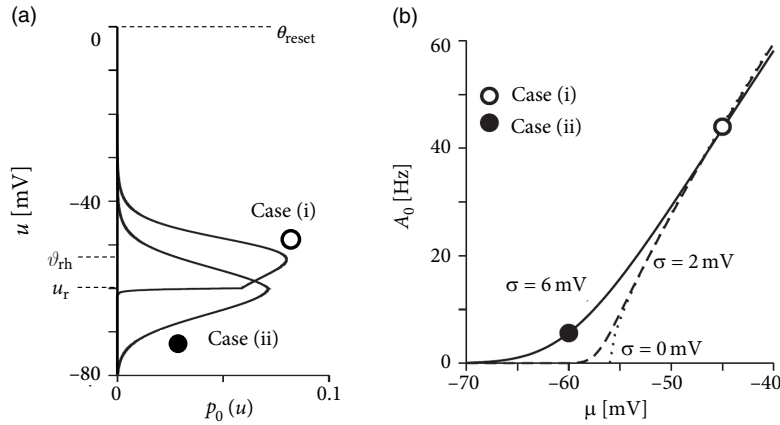 (a)
0
θreset
u [mV]
−40
Case (i)
ϑrh
ur
Case (ii)
−80
0
0.1
p0 (u)
(b)
60
Case (i)
Case (ii)
40
A0 [Hz]
20
σ = 6 mV
σ = 2 mV
σ = 0 mV
0
−70
−60
−50
−40
μ [mV]